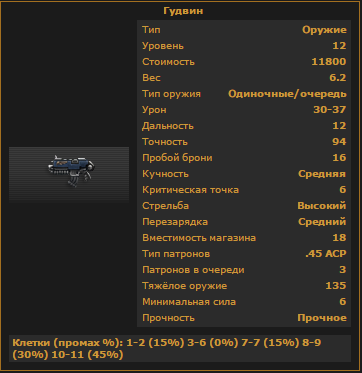 Гудвин
Тип Оружие
Уровень 12
Стоимость 11800
Вес 6.2
Тип оружия Одиночные/очередь
Урон 30-37
Дальность 12
Точность 94
Пробой брони 16
Кучность Средняя
Критическая точка 6
Стрельба Высокий
Перезарядка Средний
Вместимость магазина 18
Тип патронов .45 ACP
Патронов в очереди 3
Тяжёлое оружие 135
Минимальная сила 6
Прочность Прочное
Клетки (промах %): 1-2 (15%) 3-6 (0%) 7-7 (15%) 8-9
(30%) 10-11 (45%)